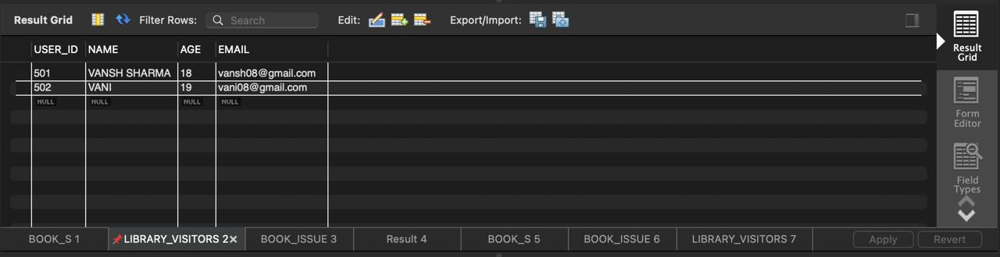 Result Grid Filter Rows: Search Edit: Export/Import:
USER_ID NAME AGE EMAIL
501 VANSH SHARMA 18 vansh08@gmail.com
502 VANI 19 vani08@gmail.com
NULL NULL NULL NULL
Result
Grid
Form
Editor
Field
Types
BOOK_S 1 LIBRARY_VISITORS 2 BOOK_ISSUE 3 Result 4 BOOK_S 5 BOOK_ISSUE 6 LIBRARY_VISITORS 7 Apply Revert